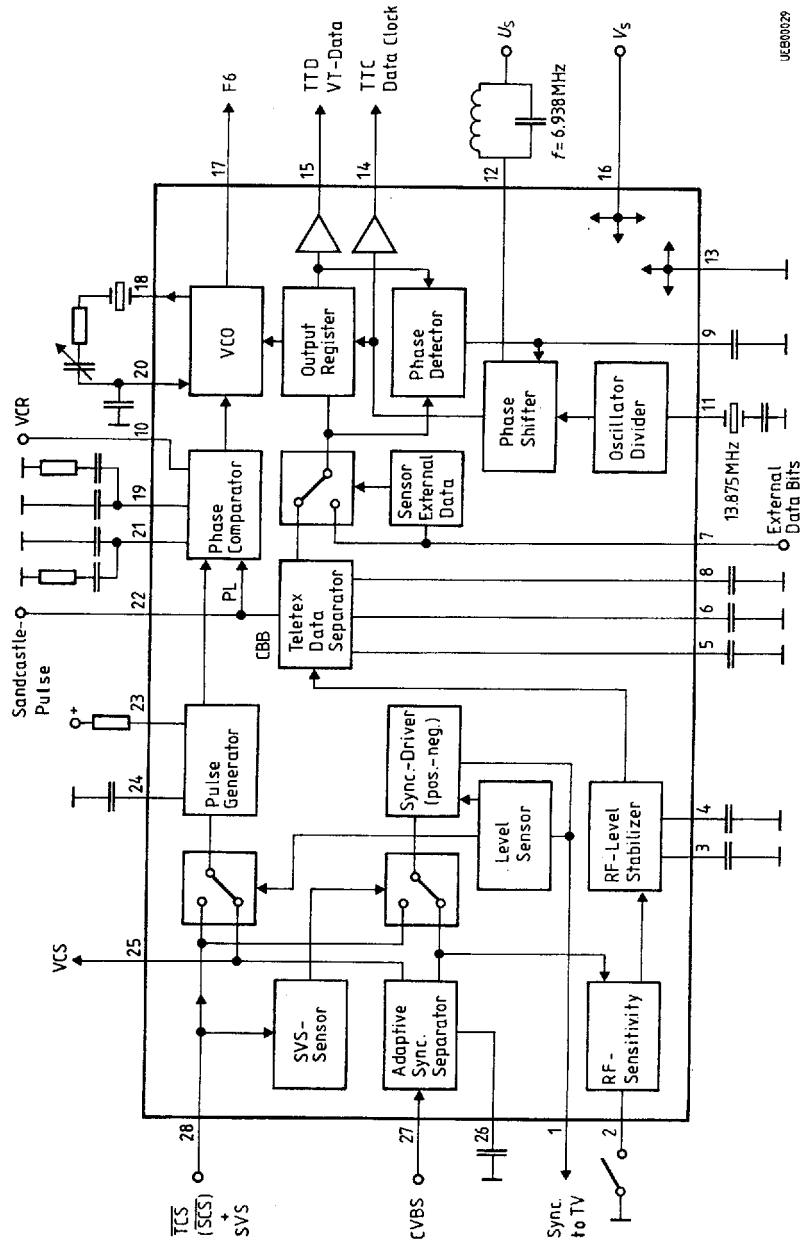 TCS
(SCS)
+
SVS
CVBS
Sync.
to TV
28
27
26
1
2
VCS
25
24
23
+
Sandcastle-
Pulse
22
21
19
10
VCR
20
18
17
F6
15
TTD
VT-Data
14
TTC
Data Clock
12
U_S
f = 6.938 MHz
16
V_S
13
9
11
13.875 MHz
7
External
Data Bits
8
6
5
4
3
SVS-
Sensor
Adaptive
Sync.
Separator
RF-
Sensitivity
Pulse
Generator
Sync.-Driver
(pos.-neg.)
Level
Sensor
RF-Level
Stabilizer
PL
CBB
Teletex
Data
Separator
Phase
Comparator
Sensor
External
Data
VCO
Output
Register
Phase
Detector
Phase
Shifter
Oscillator
Divider
UEB00029